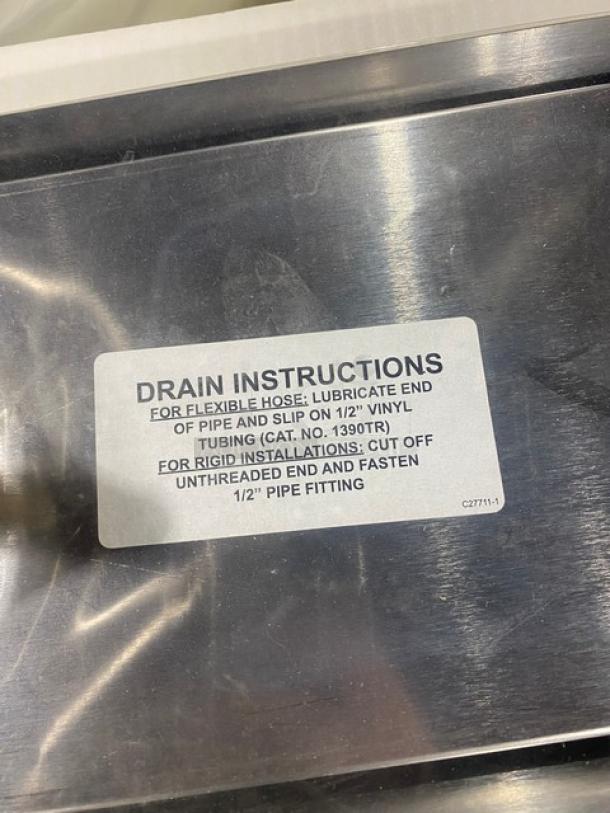 DRAIN INSTRUCTIONS
FOR FLEXIBLE HOSE: LUBRICATE END
OF PIPE AND SLIP ON 1/2" VINYL
TUBING (CAT. NO. 1390TR)
FOR RIGID INSTALLATIONS: CUT OFF
UNTHREADED END AND FASTEN
1/2" PIPE FITTING
C27711-1